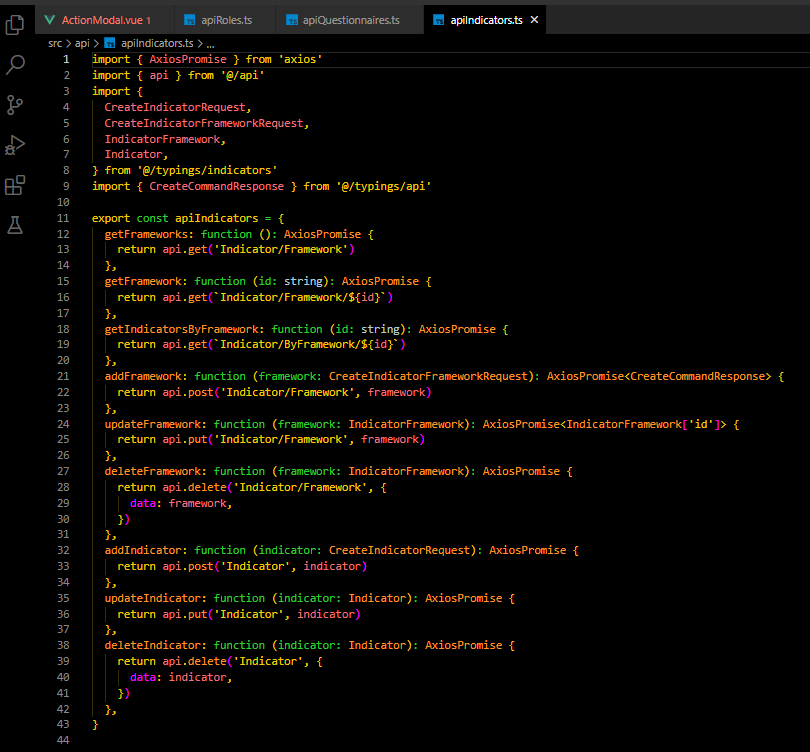 ActionModal.vue 1 apiRoles.ts apiQuestionnaires.ts apiIndicators.ts ×
src > api > apiIndicators.ts > ...
1 import { AxiosPromise } from 'axios'
2 import { api } from '@/api'
3 import {
4   CreateIndicatorRequest,
5   CreateIndicatorFrameworkRequest,
6   IndicatorFramework,
7   Indicator,
8 } from '@/typings/indicators'
9 import { CreateCommandResponse } from '@/typings/api'
10
11 export const apiIndicators = {
12   getFrameworks: function (): AxiosPromise {
13     return api.get('Indicator/Framework')
14   },
15   getFramework: function (id: string): AxiosPromise {
16     return api.get(`Indicator/Framework/${id}`)
17   },
18   getIndicatorsByFramework: function (id: string): AxiosPromise {
19     return api.get(`Indicator/ByFramework/${id}`)
20   },
21   addFramework: function (framework: CreateIndicatorFrameworkRequest): AxiosPromise<CreateCommandResponse> {
22     return api.post('Indicator/Framework', framework)
23   },
24   updateFramework: function (framework: IndicatorFramework): AxiosPromise<IndicatorFramework['id']> {
25     return api.put('Indicator/Framework', framework)
26   },
27   deleteFramework: function (framework: IndicatorFramework): AxiosPromise {
28     return api.delete('Indicator/Framework', {
29       data: framework,
30     })
31   },
32   addIndicator: function (indicator: CreateIndicatorRequest): AxiosPromise {
33     return api.post('Indicator', indicator)
34   },
35   updateIndicator: function (indicator: Indicator): AxiosPromise {
36     return api.put('Indicator', indicator)
37   },
38   deleteIndicator: function (indicator: Indicator): AxiosPromise {
39     return api.delete('Indicator', {
40       data: indicator,
41     })
42   },
43 }
44